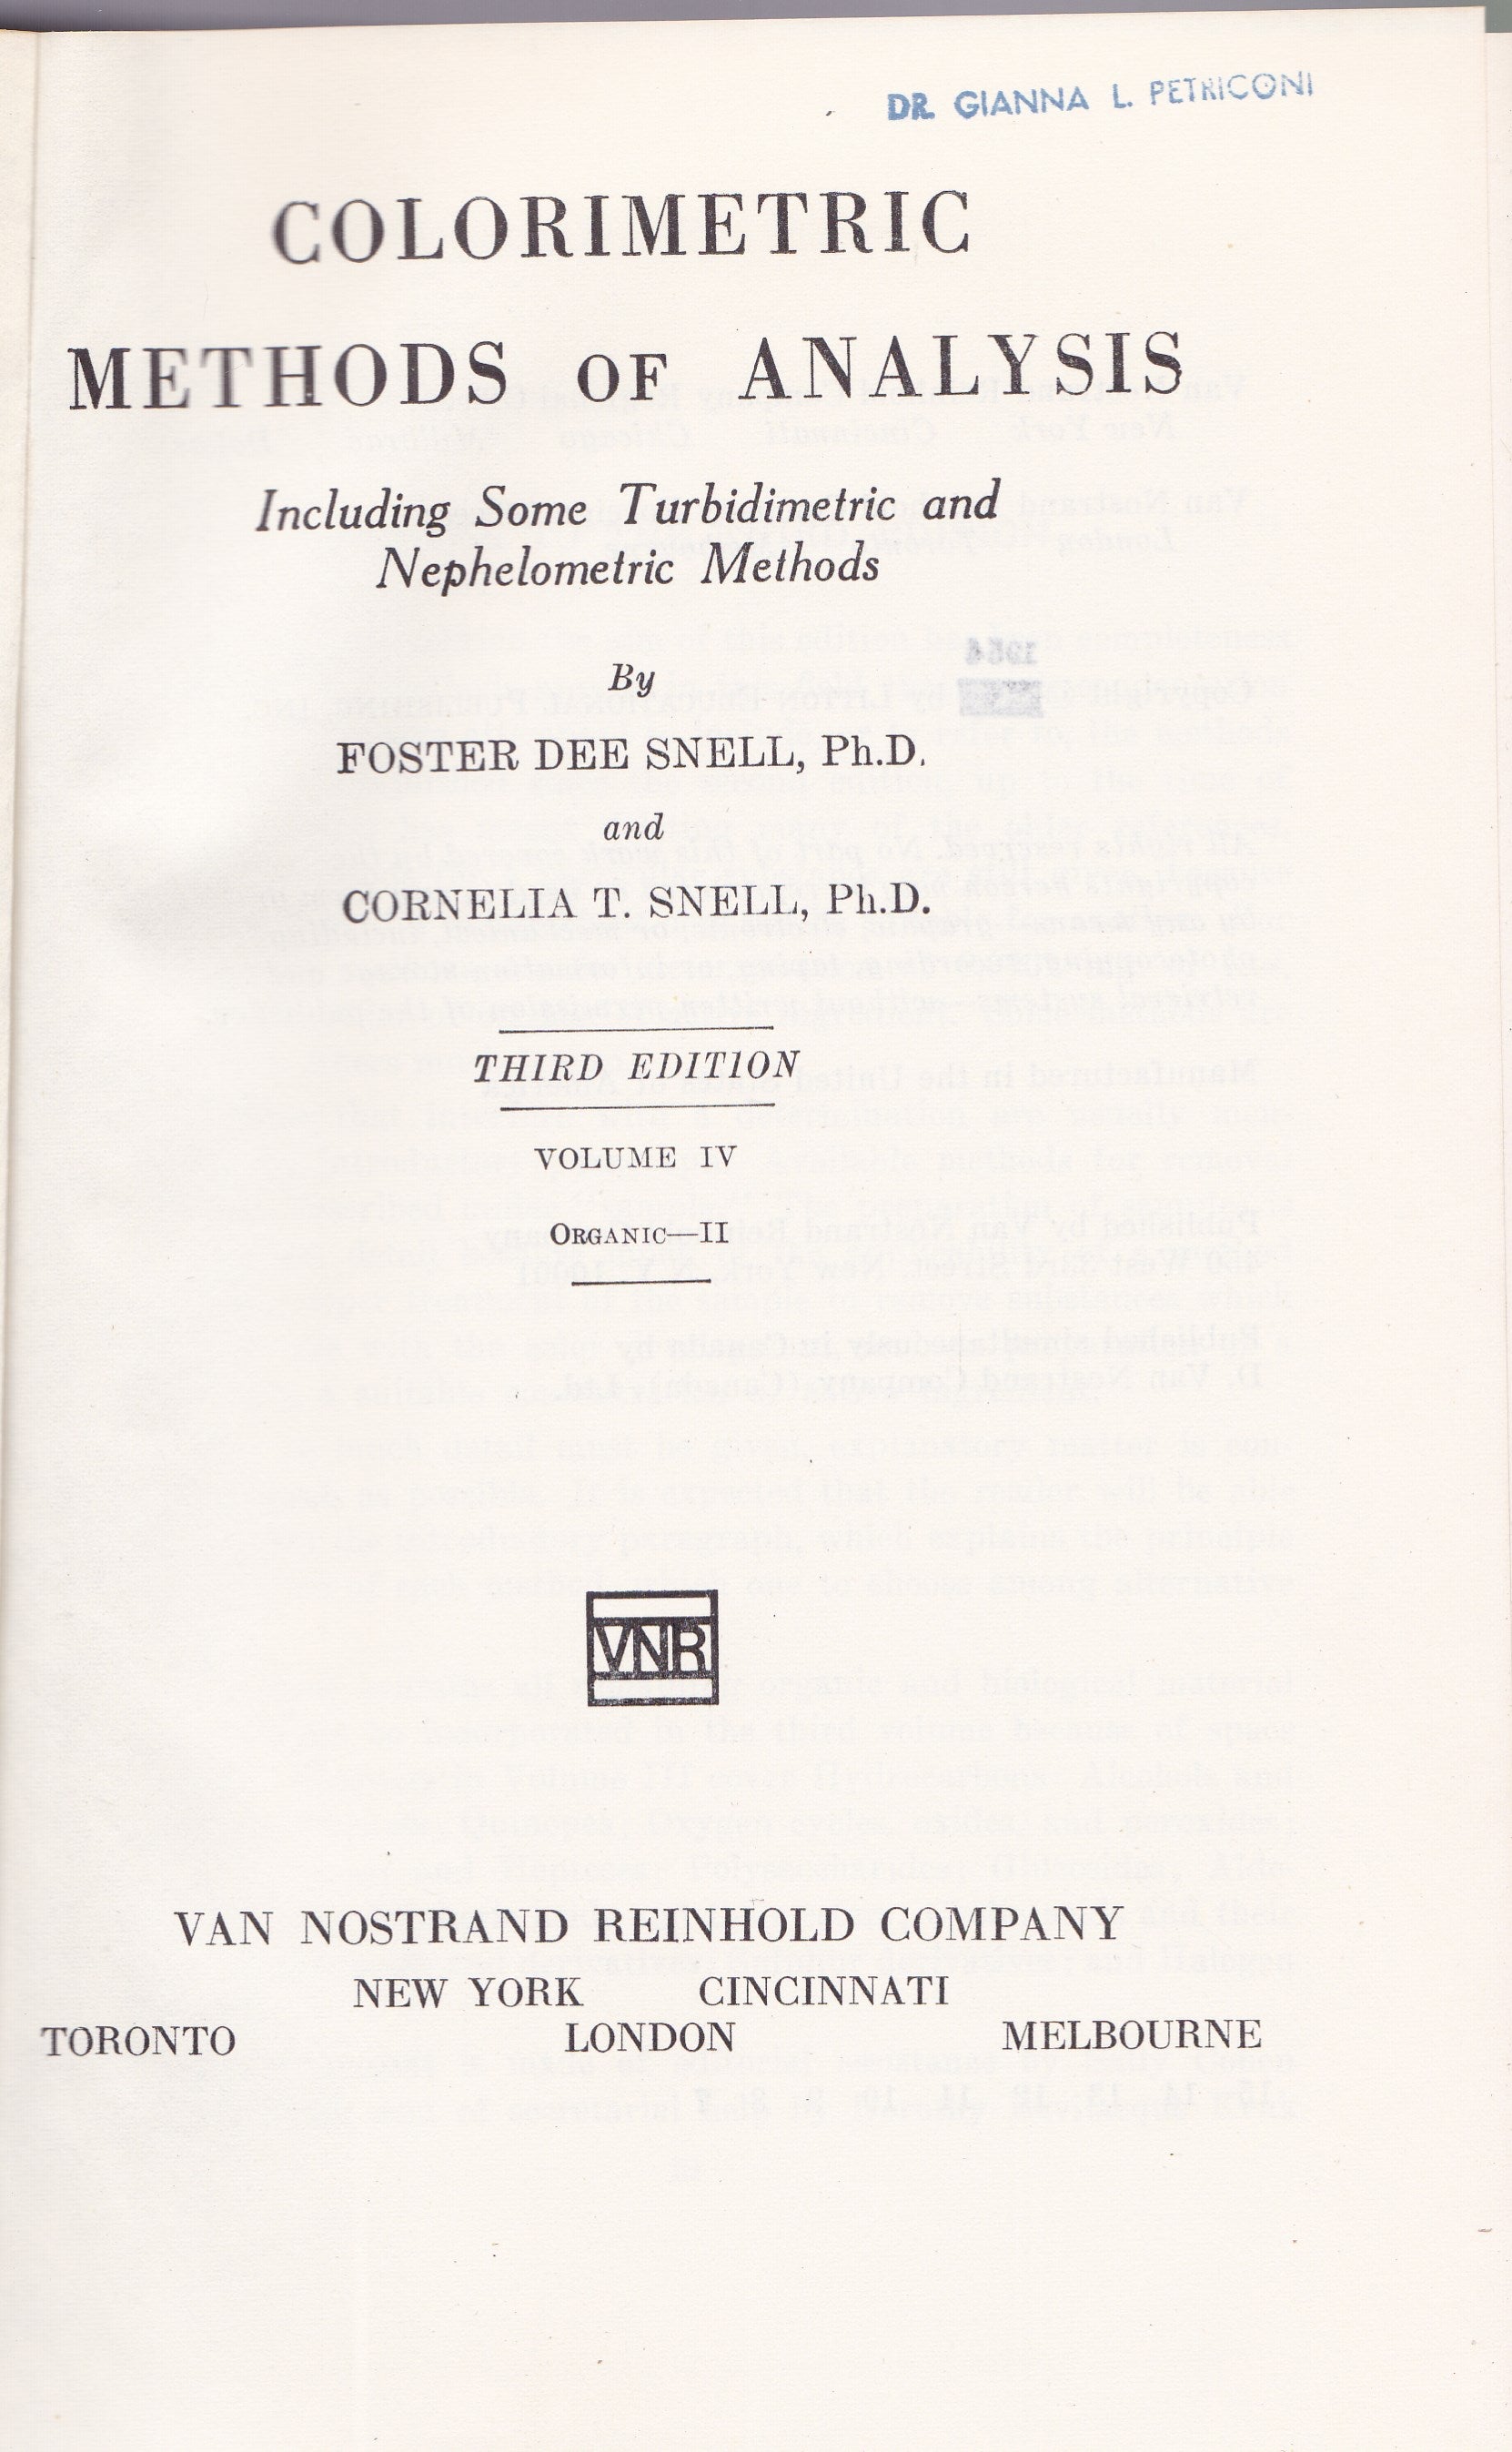 DR. GIANNA L. PETRICONI
COLORIMETRIC
METHODS OF ANALYSIS
Including Some Turbidimetric and
Nephelometric Methods
By
FOSTER DEE SNELL, Ph.D.
and
CORNELIA T. SNELL, Ph.D.
THIRD EDITION
VOLUME IV
ORGANIC—II
VNR
VAN NOSTRAND REINHOLD COMPANY
NEW YORK CINCINNATI
TORONTO LONDON MELBOURNE